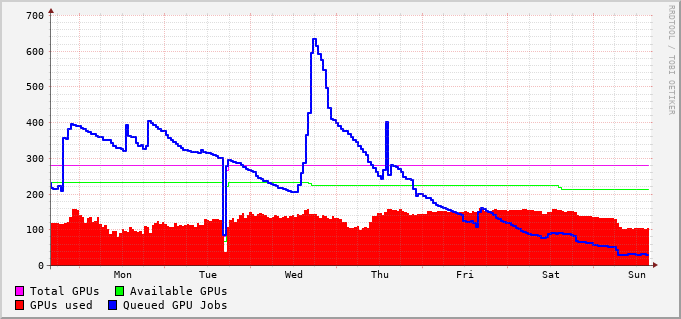 700
600
500
400
300
200
100
0
Mon Tue Wed Thu Fri Sat Sun
Total GPUs Available GPUs
GPUs used Queued GPU Jobs
RRDTOOL / TOBI OETIKER